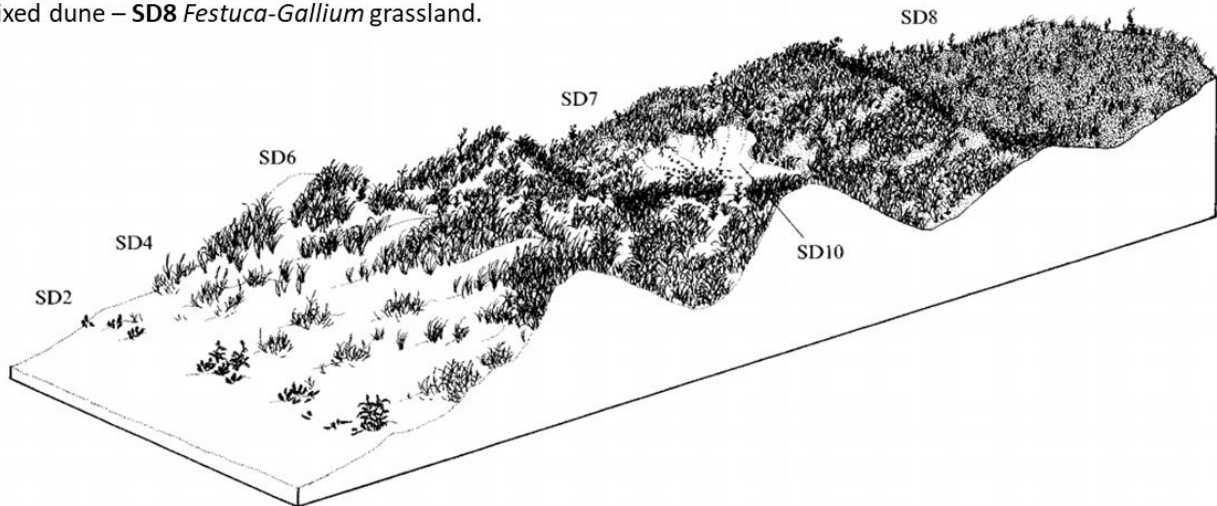 ixed dune – SD8 Festuca-Gallium grassland.
SD8
SD7
SD6
SD4
SD10
SD2